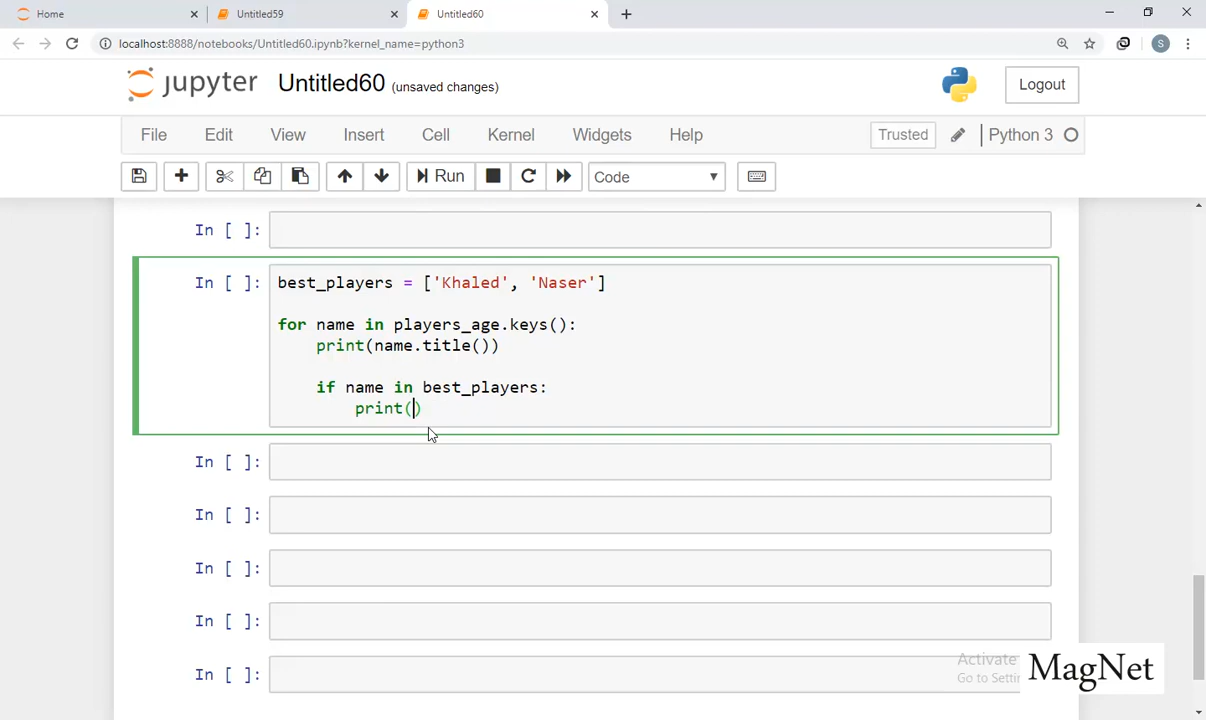 Home
Untitled59
Untitled60
localhost:8888/notebooks/Untitled60.ipynb?kernel_name=python3
S
jupyter Untitled60 (unsaved changes)
Logout
File Edit View Insert Cell Kernel Widgets Help
Trusted
Python 3
Run
Code
In [ ]:
In [ ]:
best_players = ['Khaled', 'Naser']
for name in players_age.keys():
    print(name.title())
    if name in best_players:
        print()
In [ ]:
In [ ]:
In [ ]:
In [ ]:
In [ ]:
Activate
Go to Settin
MagNet